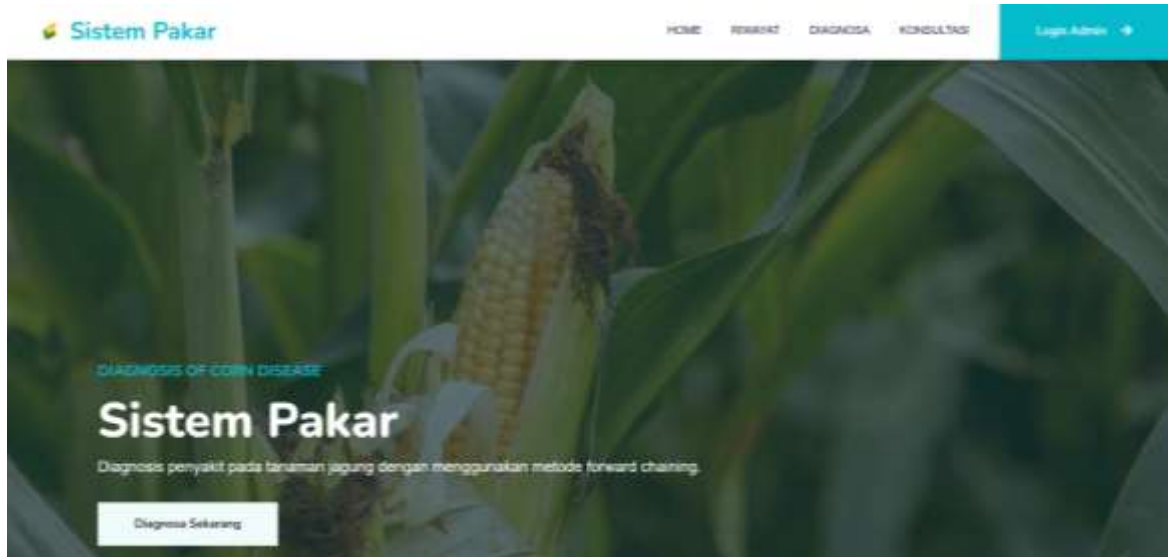 Sistem Pakar
HOME RIWAYAT DIAGNOSA KONSULTASI Login Admin
DIAGNOSIS OF CORN DISEASE
Sistem Pakar
Diagnosis penyakit pada tanaman jagung dengan menggunakan metode forward chaining.
Diagnosa Sekarang